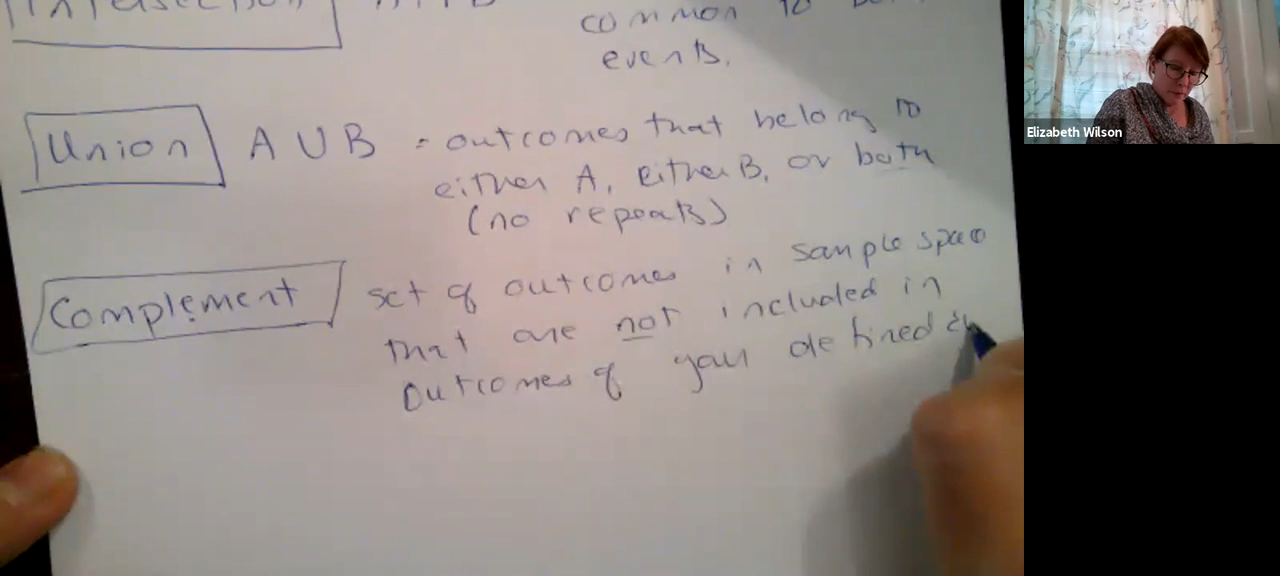 Intersection
common to
events.
Union A U B - outcomes that belong to
either A, either B, or both
(no repeats)
Complement set of outcomes in sample space
that are not included in
outcomes of your defined
Elizabeth Wilson